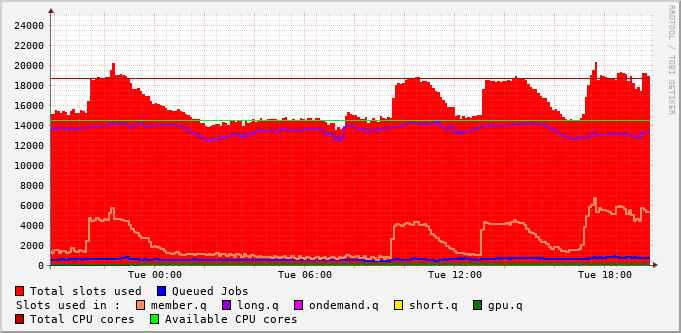 24000
22000
20000
18000
16000
14000
12000
10000
8000
6000
4000
2000
0
Tue 00:00 Tue 06:00 Tue 12:00 Tue 18:00
RRDTOOL / TOBI OETIKER
Total slots used Queued Jobs
Slots used in : member.q long.q ondemand.q short.q gpu.q
Total CPU cores Available CPU cores